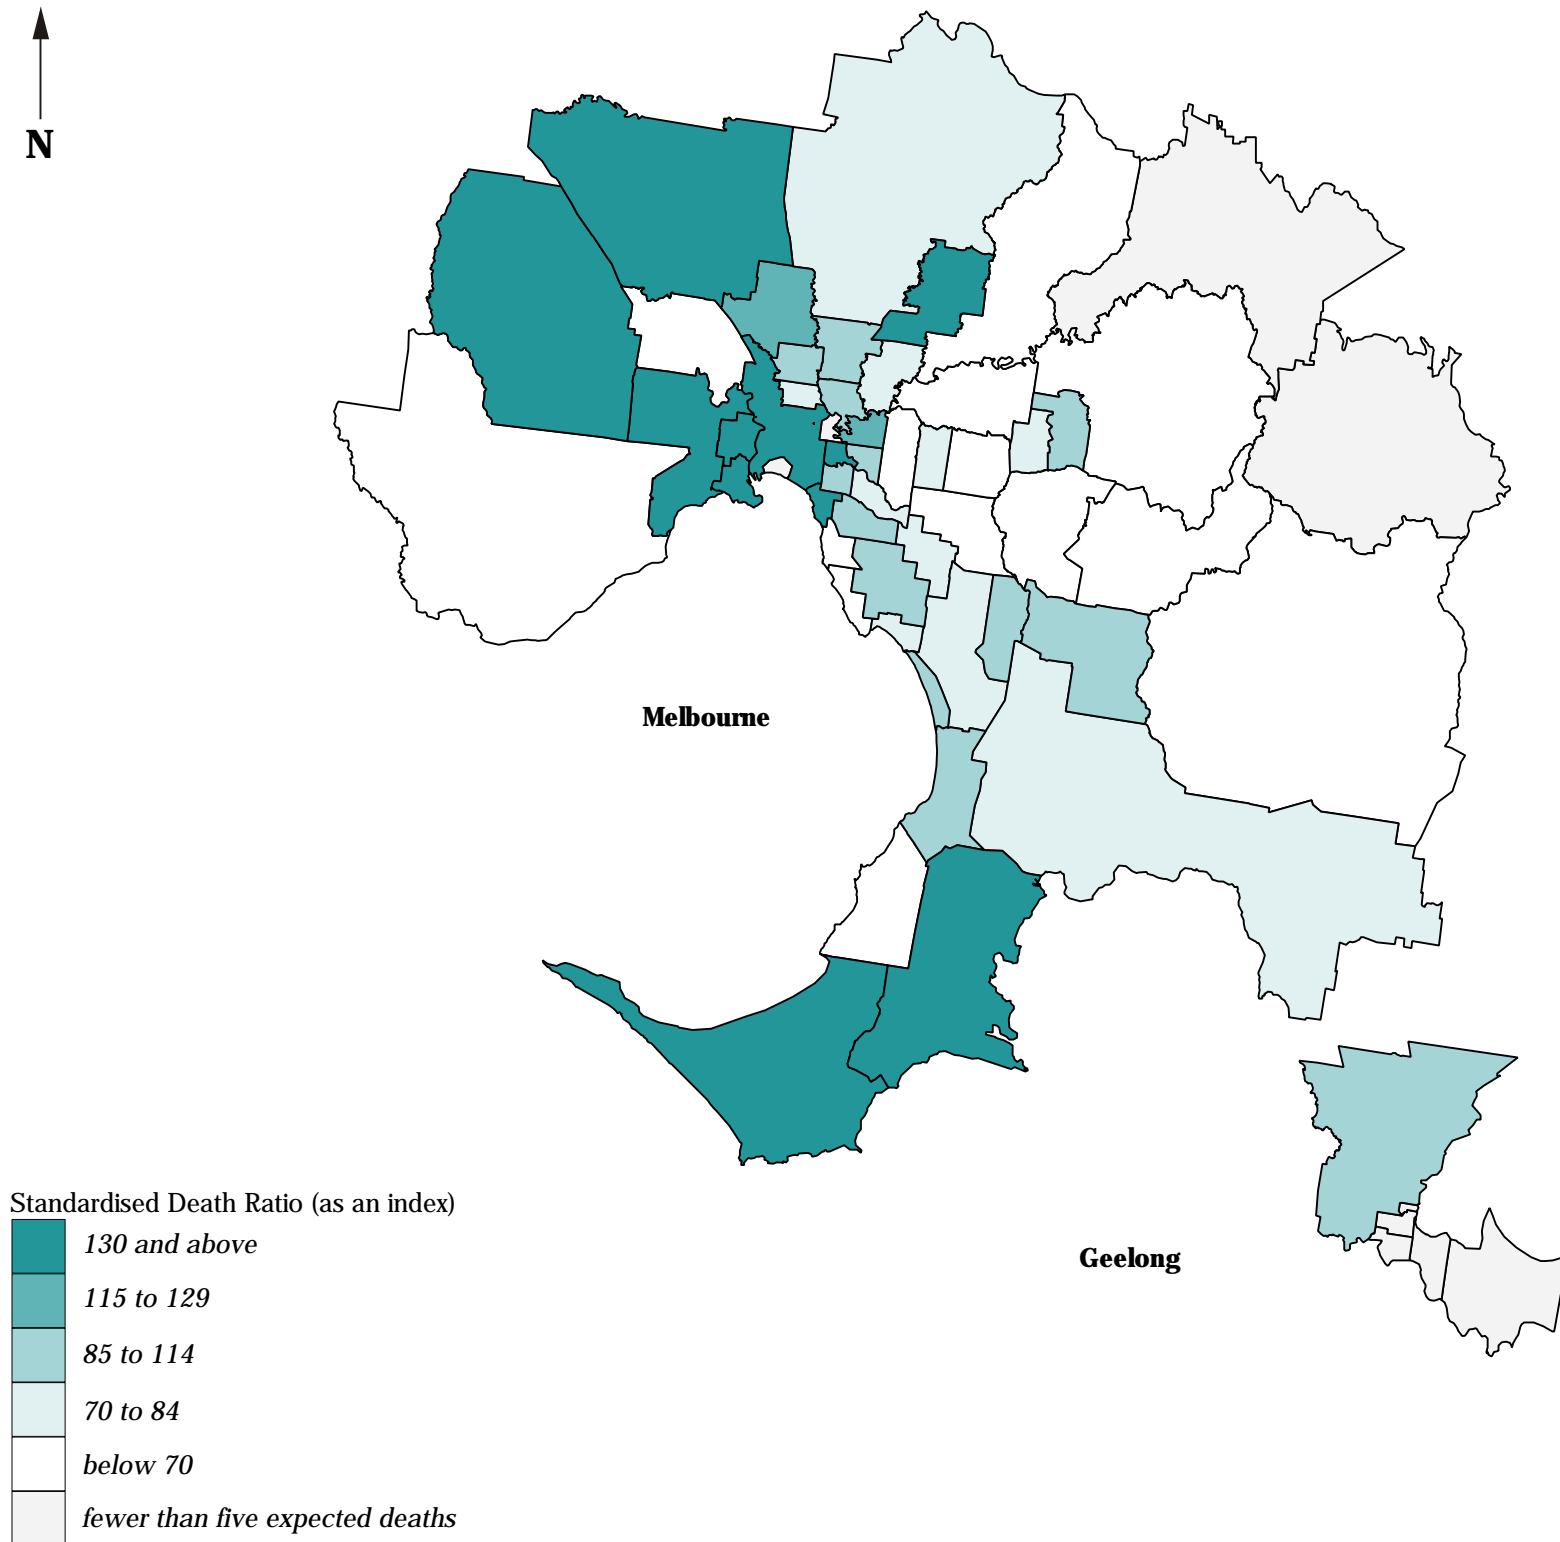 N
Melbourne
Standardised Death Ratio (as an index)
130 and above
115 to 129
85 to 114
70 to 84
below 70
fewer than five expected deaths
Geelong